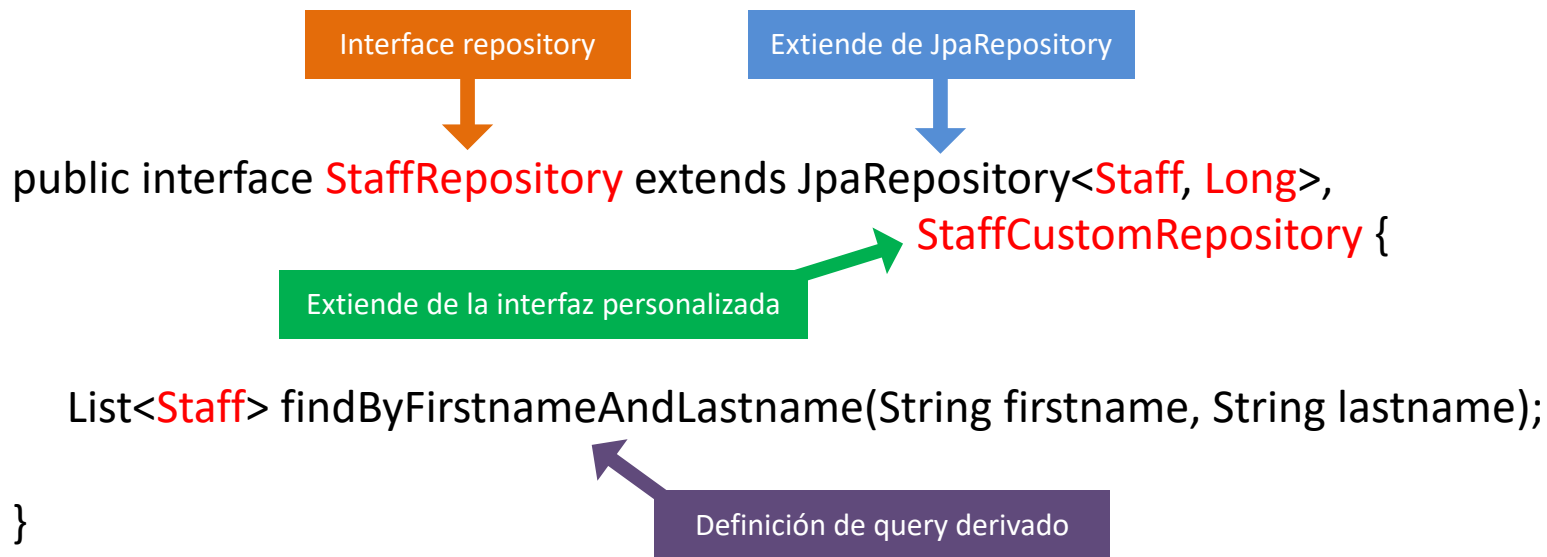 Interface repository
Extiende de JpaRepository
public interface StaffRepository extends JpaRepository<Staff, Long>,
StaffCustomRepository {
Extiende de la interfaz personalizada
List<Staff> findByFirstnameAndLastname(String firstname, String lastname);
}
Definición de query derivado